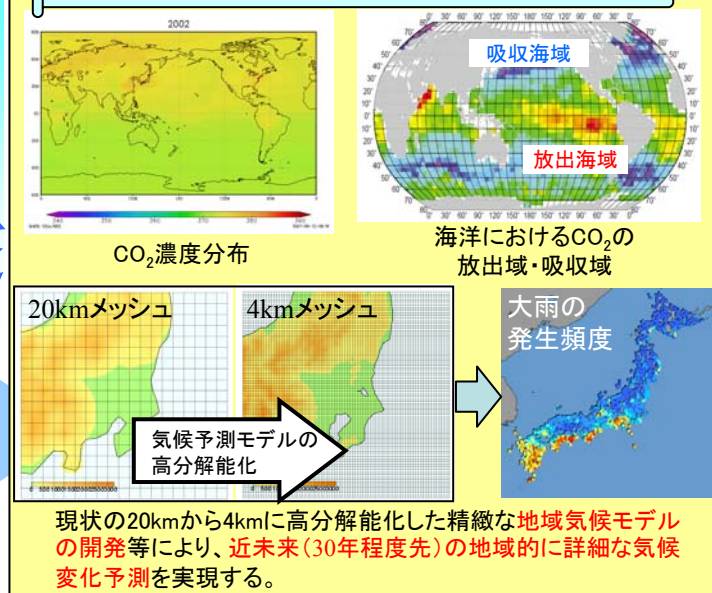 2002
吸収海域
放出海域
CO₂濃度分布
海洋におけるCO₂の
放出域・吸収域
20kmメッシュ
4kmメッシュ
大雨の
発生頻度
気候予測モデルの
高分解能化
現状の20kmから4kmに高分解能化した精緻な地域気候モデル
の開発等により、近未来(30年程度先)の地域的に詳細な気候
変化予測を実現する。